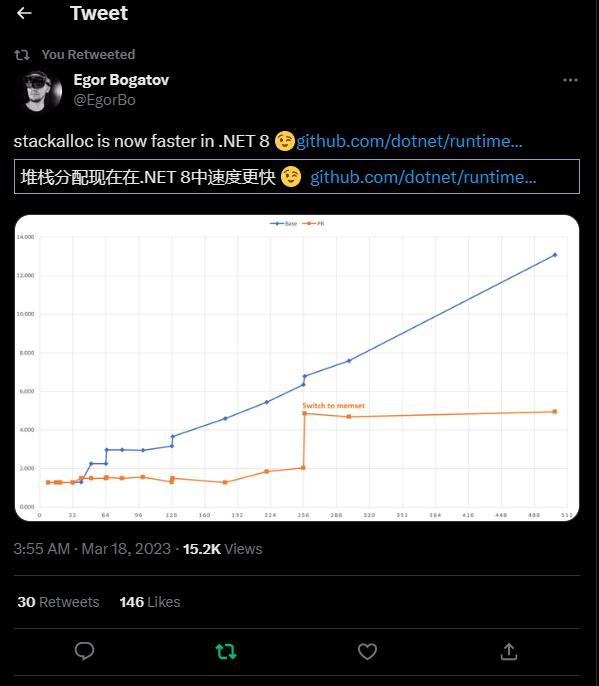 Tweet
You Retweeted
Egor Bogatov
@EgorBo
stackalloc is now faster in .NET 8 😉github.com/dotnet/runtime...
堆栈分配现在在.NET 8中速度更快 😉 github.com/dotnet/runtime...
Base PR
14.000
12.000
10.000
8.000
6.000
4.000
2.000
0.000
Switch to memset
0 32 64 96 128 160 192 224 256 288 320 352 384 416 448 480 512
3:55 AM · Mar 18, 2023 · 15.2K Views
30 Retweets 146 Likes